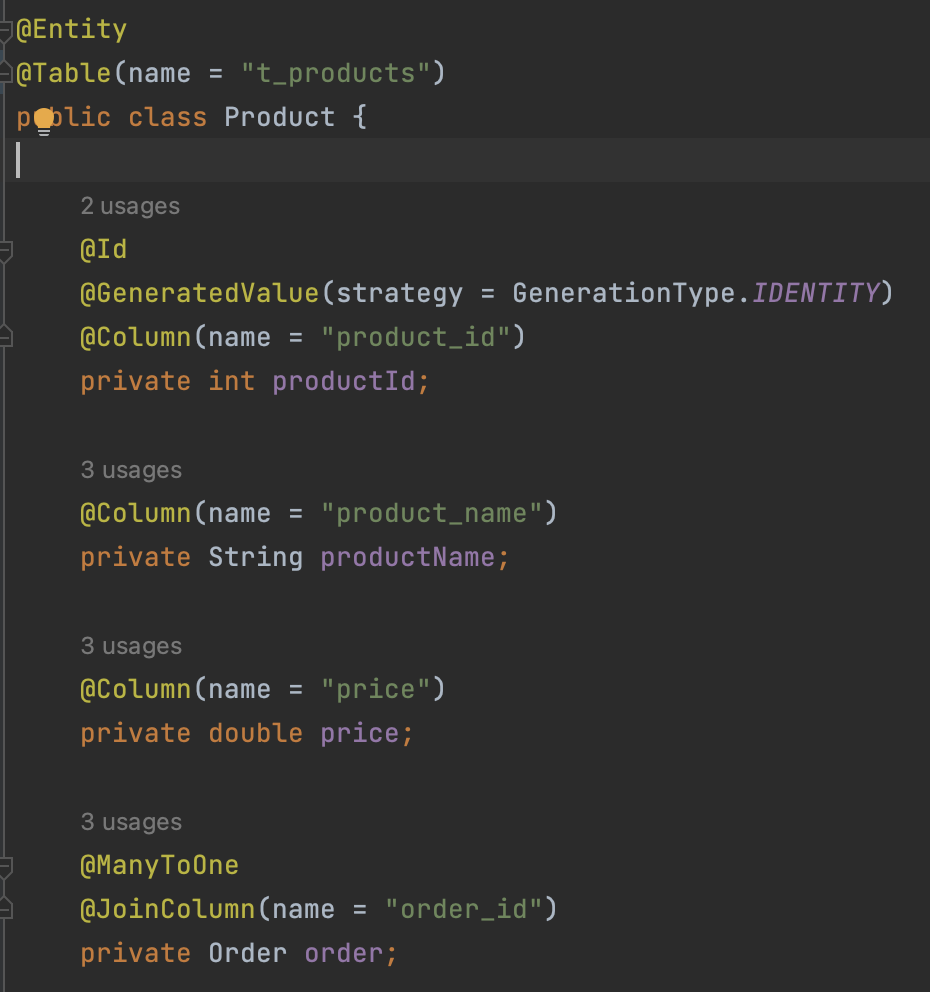 @Entity
@Table(name = "t_products")
public class Product {
2 usages
@Id
@GeneratedValue(strategy = GenerationType.IDENTITY)
@Column(name = "product_id")
private int productId;
3 usages
@Column(name = "product_name")
private String productName;
3 usages
@Column(name = "price")
private double price;
3 usages
@ManyToOne
@JoinColumn(name = "order_id")
private Order order;